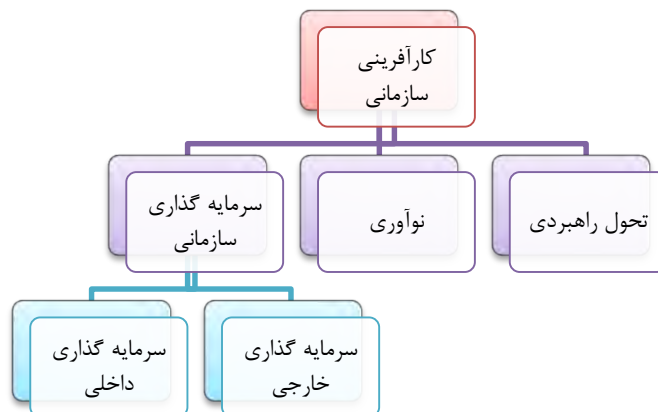 کارآفرینی
سازمانی
تحول راهبردی
نوآوری
سرمایه گذاری
سازمانی
سرمایه گذاری
خارجی
سرمایه گذاری
داخلی